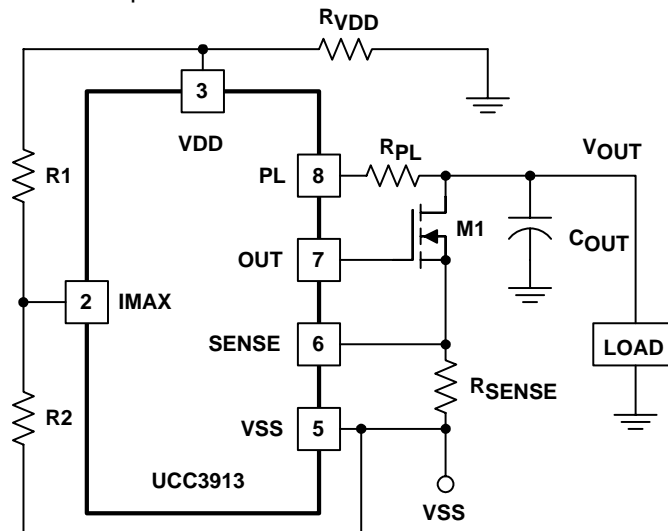 RVDD
3
VDD
R1
PL
8
RPL
VOUT
M1
COUT
OUT
7
2
IMAX
SENSE
6
LOAD
RSENSE
R2
VSS
5
UCC3913
VSS